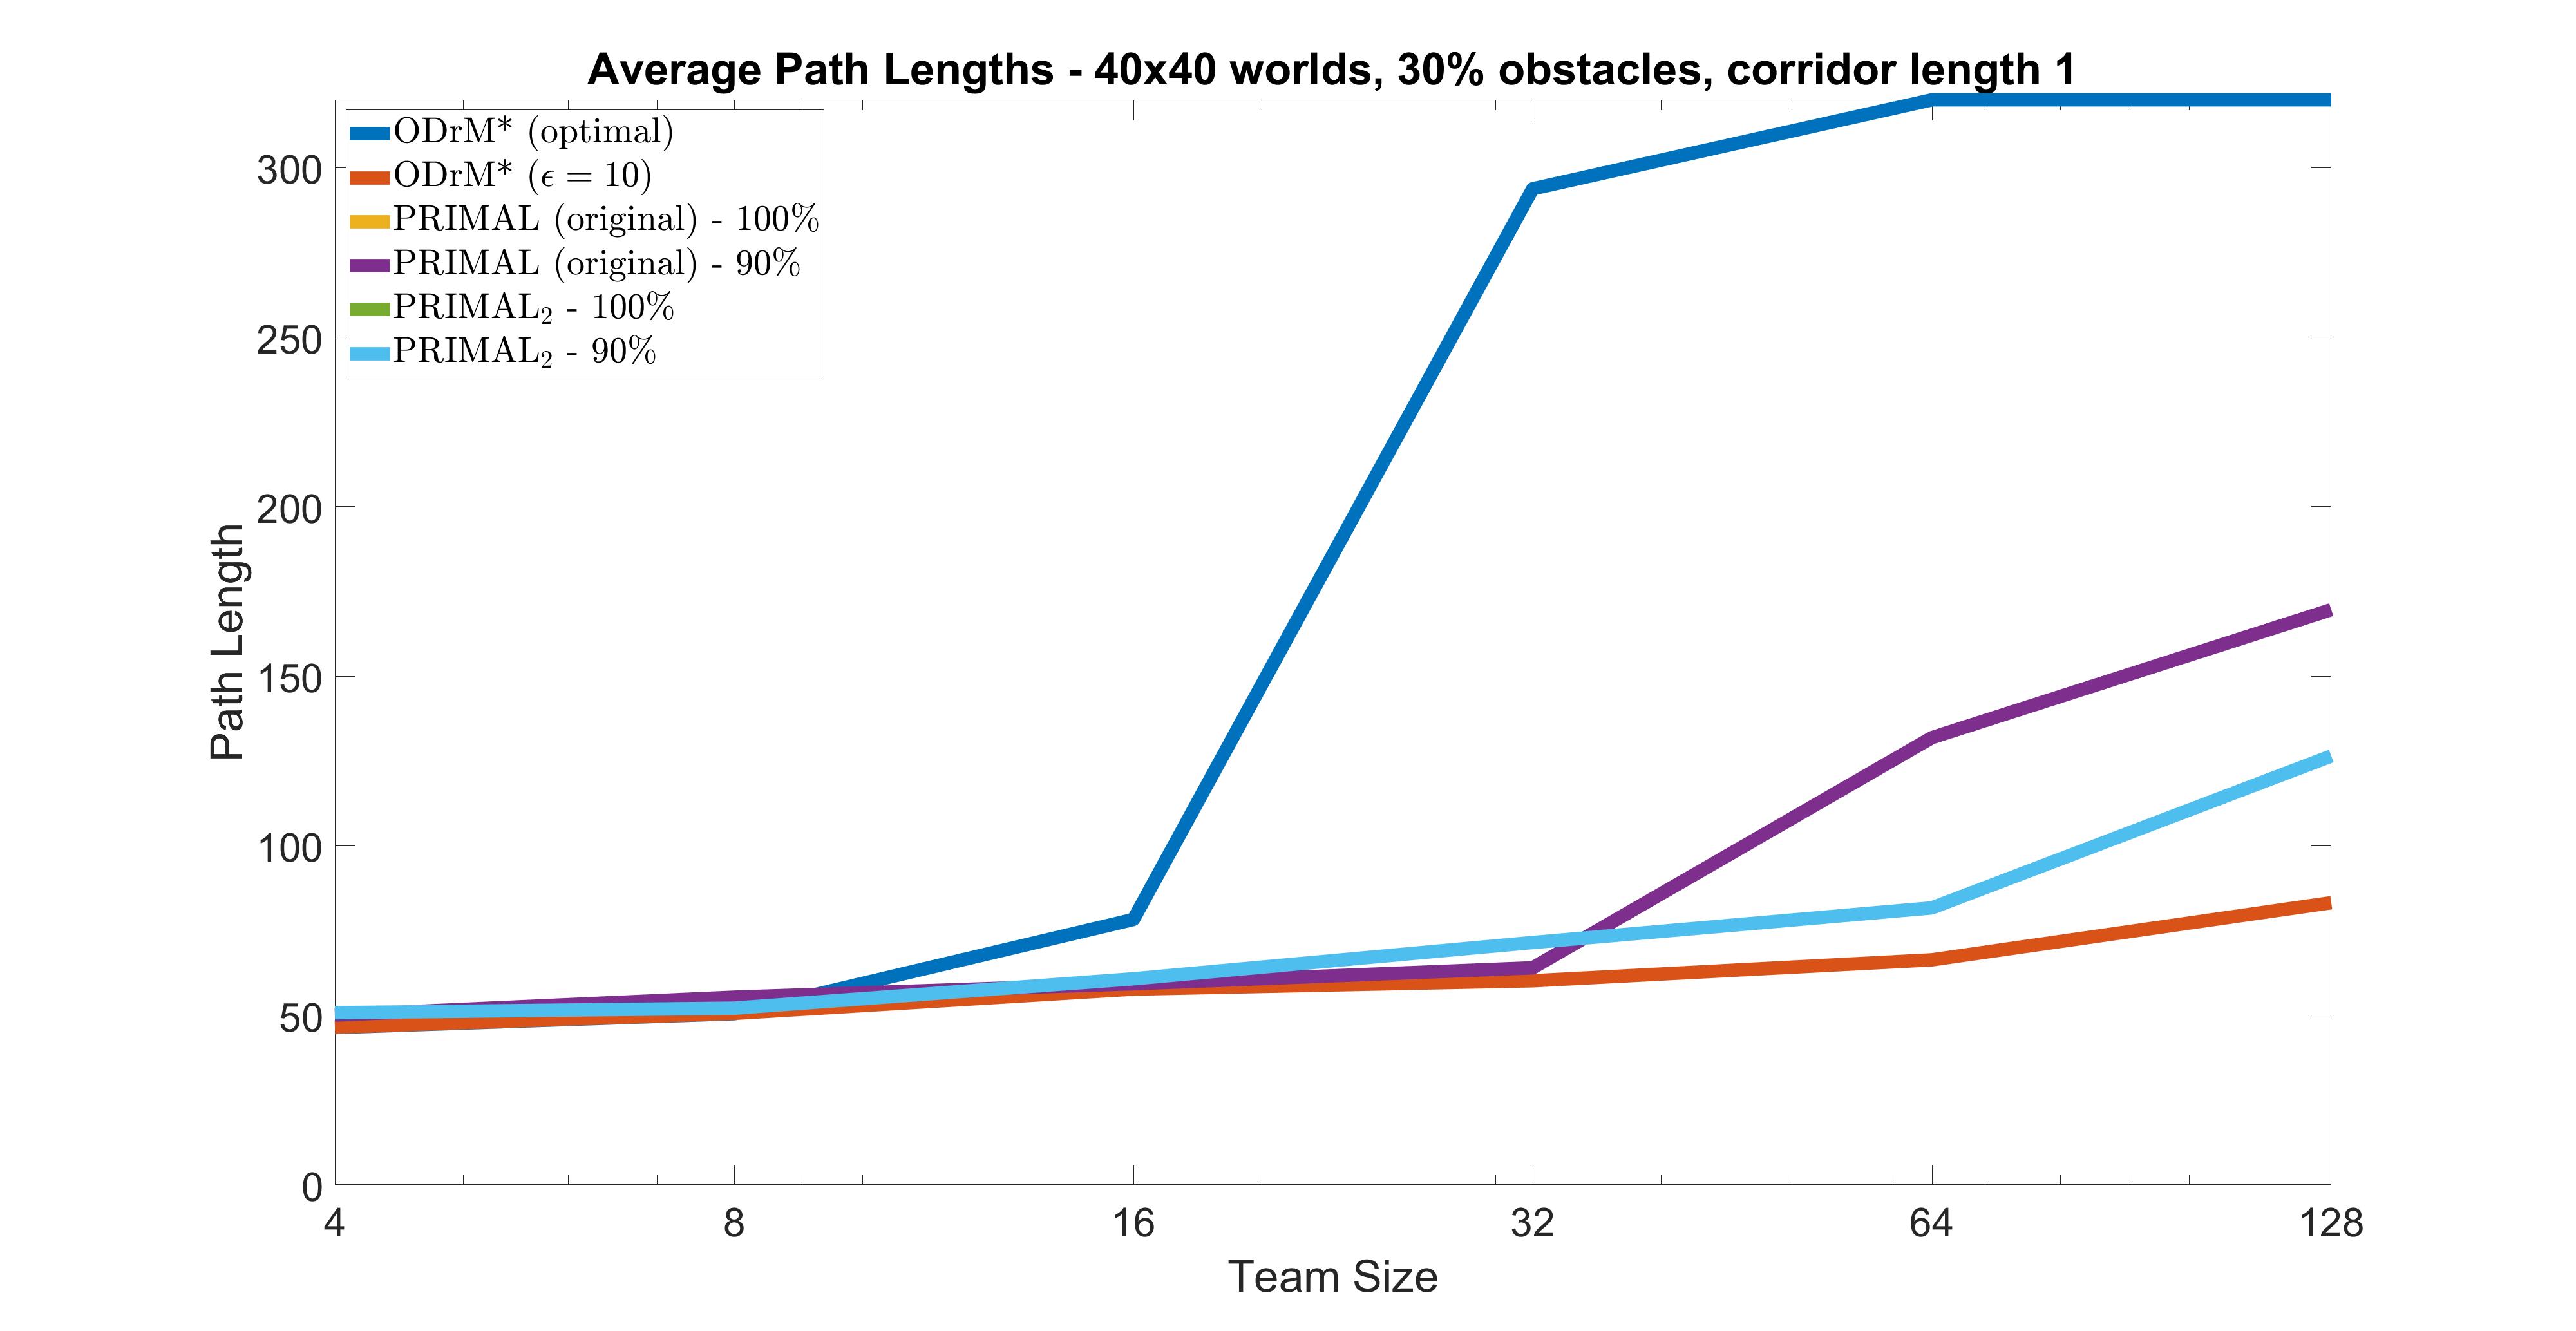 Average Path Lengths - 40x40 worlds, 30% obstacles, corridor length 1
ODrM* (optimal)
ODrM* (ϵ = 10)
PRIMAL (original) - 100%
PRIMAL (original) - 90%
PRIMAL₂ - 100%
PRIMAL₂ - 90%
300
250
200
150
100
50
0
Path Length
4 8 16 32 64 128
Team Size